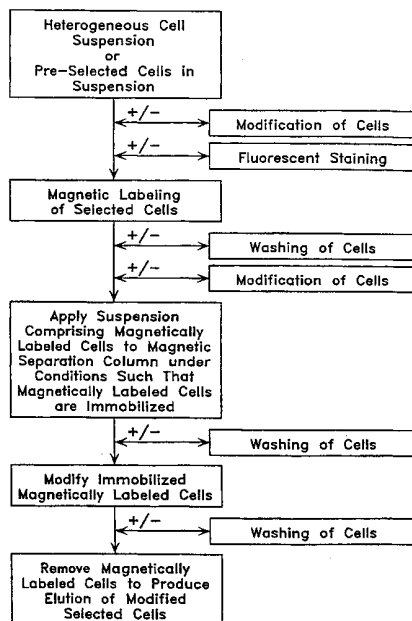 Heterogeneous Cell
Suspension
or
Pre-Selected Cells in
Suspension
+/-
Modification of Cells
+/-
Fluorescent Staining
Magnetic Labeling
of Selected Cells
+/-
Washing of Cells
+/-
Modification of Cells
Apply Suspension
Comprising Magnetically
Labeled Cells to Magnetic
Separation Column under
Conditions Such That
Magnetically Labeled Cells
are Immobilized
+/-
Washing of Cells
Modify Immobilized
Magnetically Labeled Cells
+/-
Washing of Cells
Remove Magnetically
Labeled Cells to Produce
Elution of Modified
Selected Cells